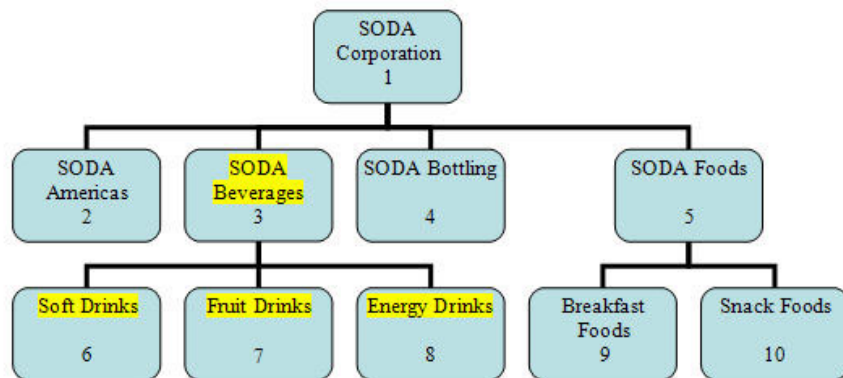 SODA
Corporation
1
SODA
Americas
2
SODA
Beverages
3
SODA Bottling
4
SODA Foods
5
Soft Drinks
6
Fruit Drinks
7
Energy Drinks
8
Breakfast
Foods
9
Snack Foods
10